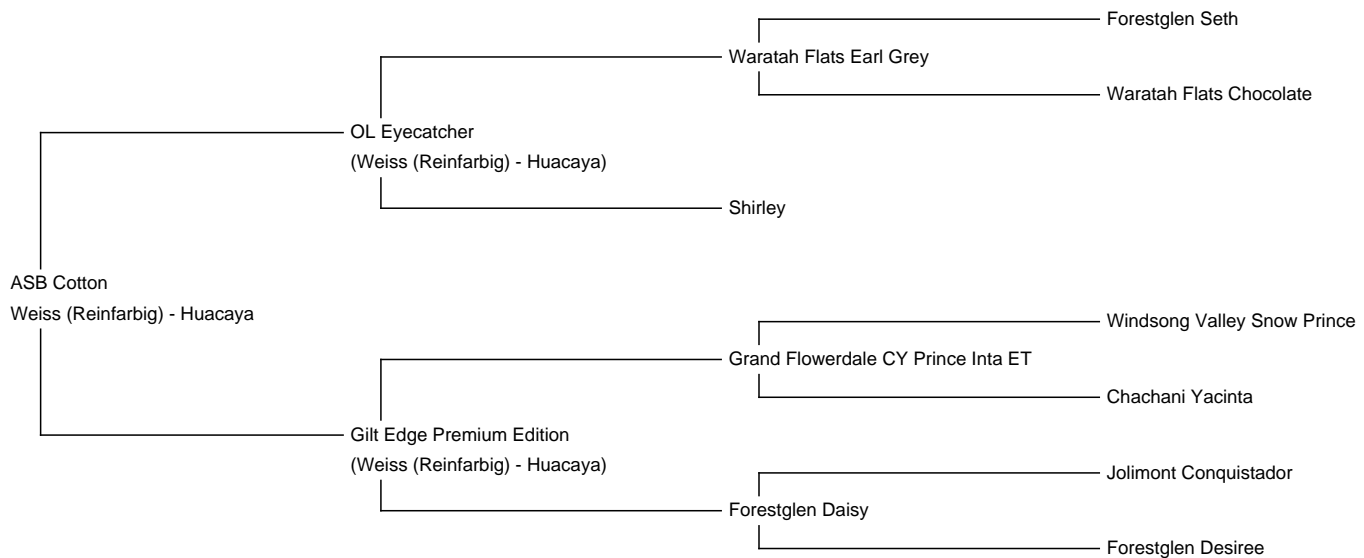 Forestglen Seth
Waratah Flats Earl Grey
Waratah Flats Chocolate
OL Eyecatcher
(Weiss (Reinfarbig) - Huacaya)
Shirley
ASB Cotton
Weiss (Reinfarbig) - Huacaya
Windsong Valley Snow Prince
Grand Flowerdale CY Prince Inta ET
Chachani Yacinta
Gilt Edge Premium Edition
(Weiss (Reinfarbig) - Huacaya)
Jolimont Conquistador
Forestglen Daisy
Forestglen Desiree